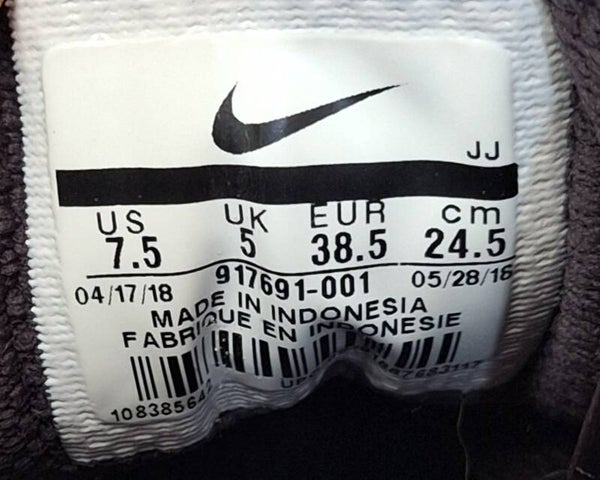 JJ
US UK EUR cm
7.5 5 38.5 24.5
917691-001
04/17/18 05/28/18
MADE IN INDONESIA
FABRIQUE EN INDONESIE